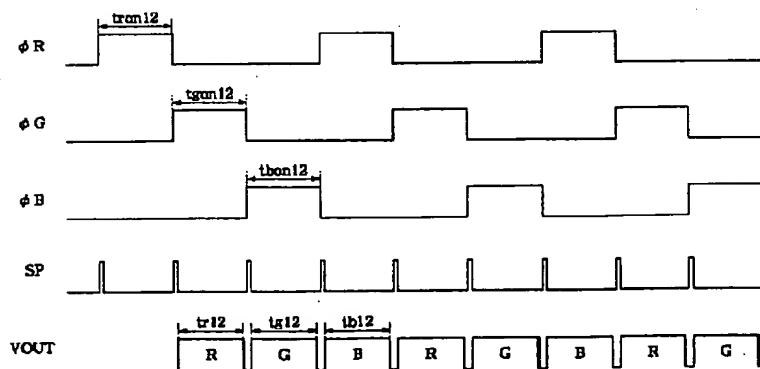 tron12
φR
tgon12
φG
tbon12
φB
SP
tr12 tg12 tb12
VOUT R G B R G B R G